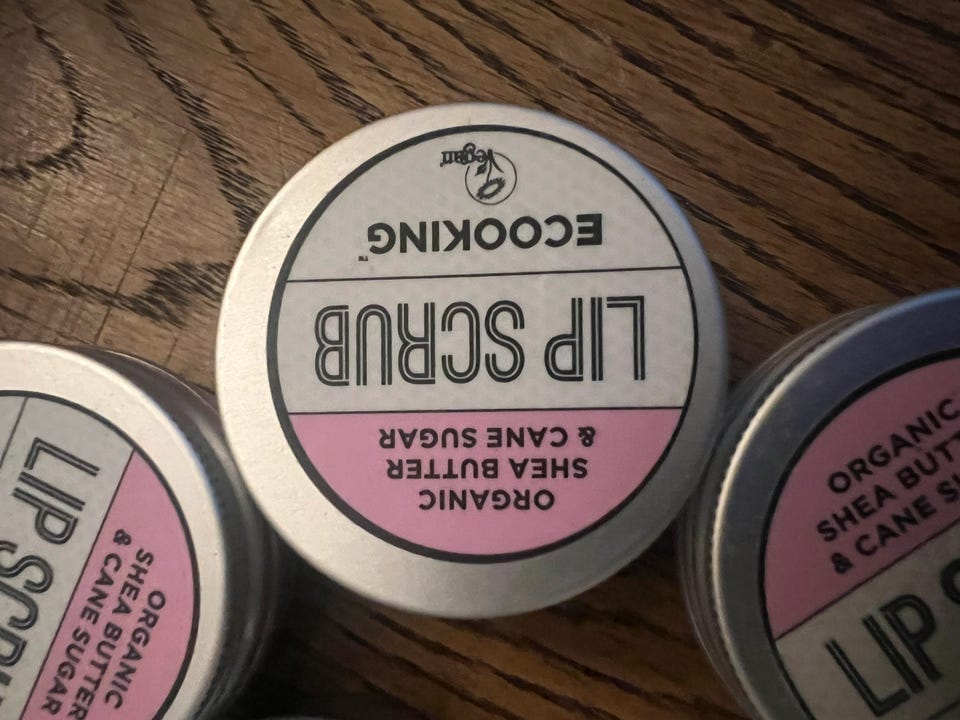 ORGANIC
SHEA BUTTER
& CANE SUGAR
LIP SCRUB
ECOOKING™
Vegan
ORGANIC
SHEA BUTTER
& CANE SUGAR
LIP SCRU
ORGANIC
SHEA BUTT
& CANE S
LIP S